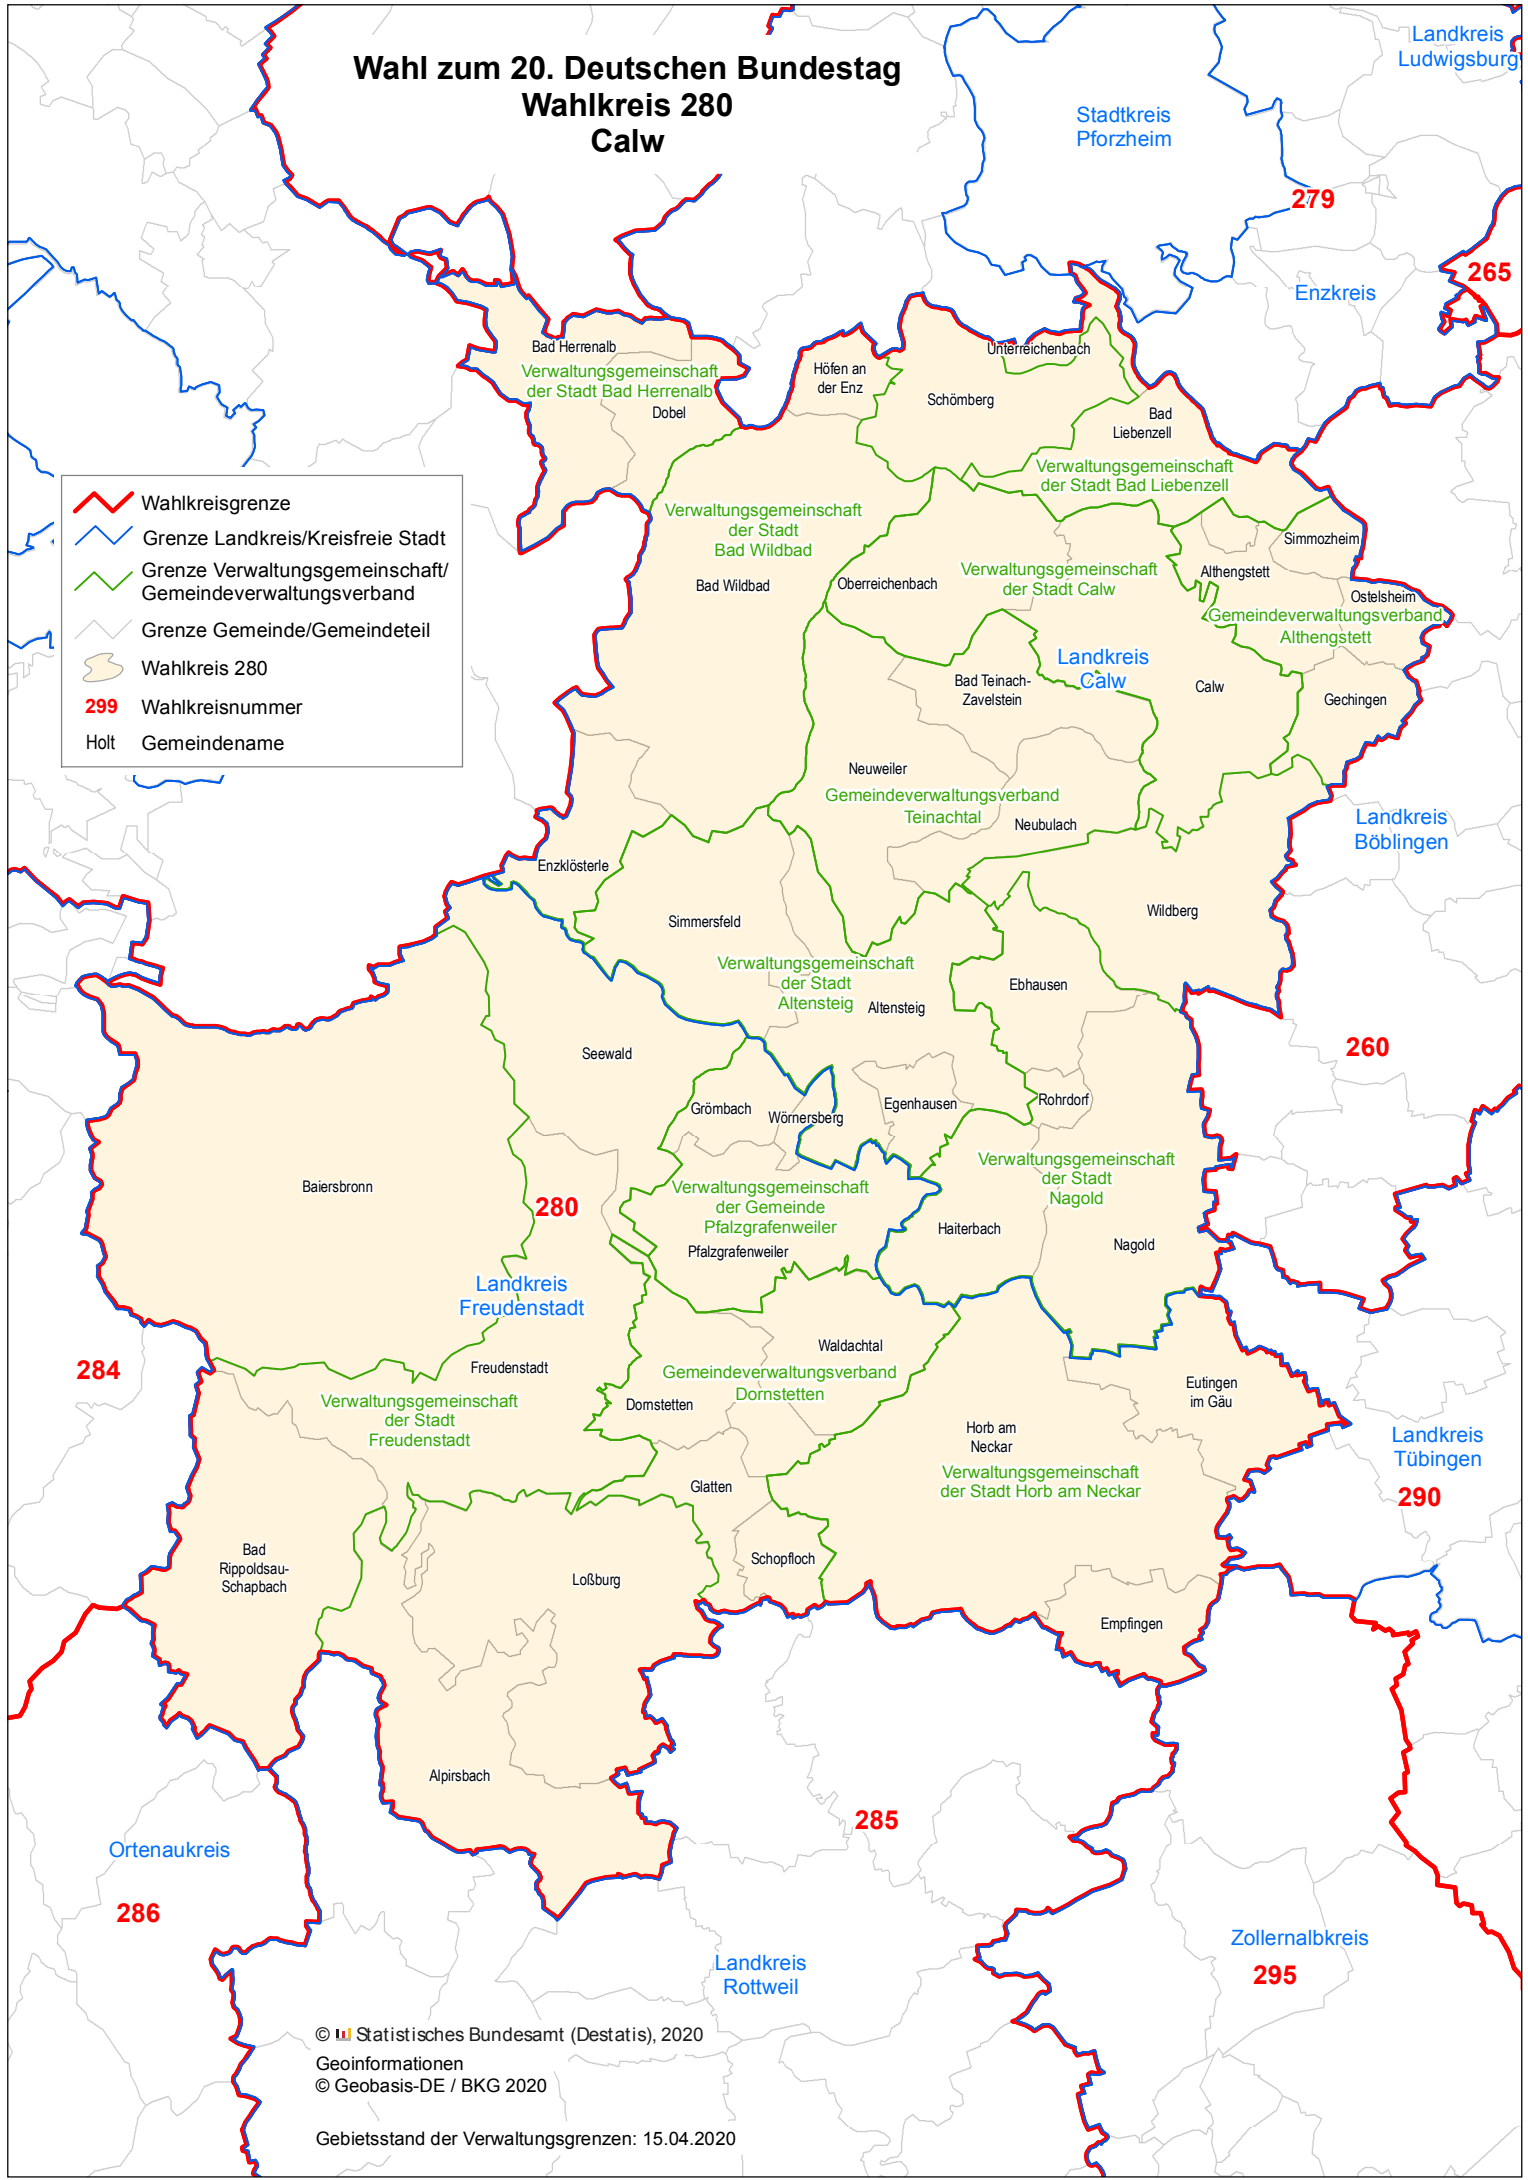 Wahl zum 20. Deutschen Bundestag
Wahlkreis 280
Calw
Landkreis
Ludwigsburg
Stadtkreis
Pforzheim
279
265
Enzkreis
Bad Herrenalb
Verwaltungsgemeinschaft
der Stadt Bad Herrenalb
Dobel
Höfen an
der Enz
Unterreichenbach
Schömberg
Bad
Liebenzell
Verwaltungsgemeinschaft
der Stadt Bad Liebenzell
Wahlkreisgrenze
Grenze Landkreis/Kreisfreie Stadt
Grenze Verwaltungsgemeinschaft/
Gemeindeverwaltungsverband
Grenze Gemeinde/Gemeindeteil
Wahlkreis 280
299 Wahlkreisnummer
Holt Gemeindename
Verwaltungsgemeinschaft
der Stadt
Bad Wildbad
Bad Wildbad
Oberreichenbach
Verwaltungsgemeinschaft
der Stadt Calw
Simmozheim
Althengstett
Ostelsheim
Gemeindeverwaltungsverband
Althengstett
Landkreis
Calw
Bad Teinach-
Zavelstein
Calw
Gechingen
Neuweiler
Gemeindeverwaltungsverband
Teinachtal
Neubulach
Landkreis
Böblingen
Enzklösterle
Simmersfeld
Wildberg
Verwaltungsgemeinschaft
der Stadt
Altensteig
Altensteig
Ebhausen
Seewald
260
Grömbach
Wörnersberg
Egenhausen
Rohrdorf
Baiersbronn
280
Verwaltungsgemeinschaft
der Gemeinde
Pfalzgrafenweiler
Pfalzgrafenweiler
Verwaltungsgemeinschaft
der Stadt
Nagold
Haiterbach
Nagold
Landkreis
Freudenstadt
284
Freudenstadt
Verwaltungsgemeinschaft
der Stadt
Freudenstadt
Waldachtal
Gemeindeverwaltungsverband
Dornstetten
Dornstetten
Eutingen
im Gäu
Horb am
Neckar
Verwaltungsgemeinschaft
der Stadt Horb am Neckar
Landkreis
Tübingen
290
Glatten
Schopfloch
Bad
Rippoldsau-
Schapbach
Loßburg
Empfingen
Alpirsbach
285
Ortenaukreis
286
Landkreis
Rottweil
Zollernalbkreis
295
© Statistisches Bundesamt (Destatis), 2020
Geoinformationen
© Geobasis-DE / BKG 2020
Gebietsstand der Verwaltungsgrenzen: 15.04.2020